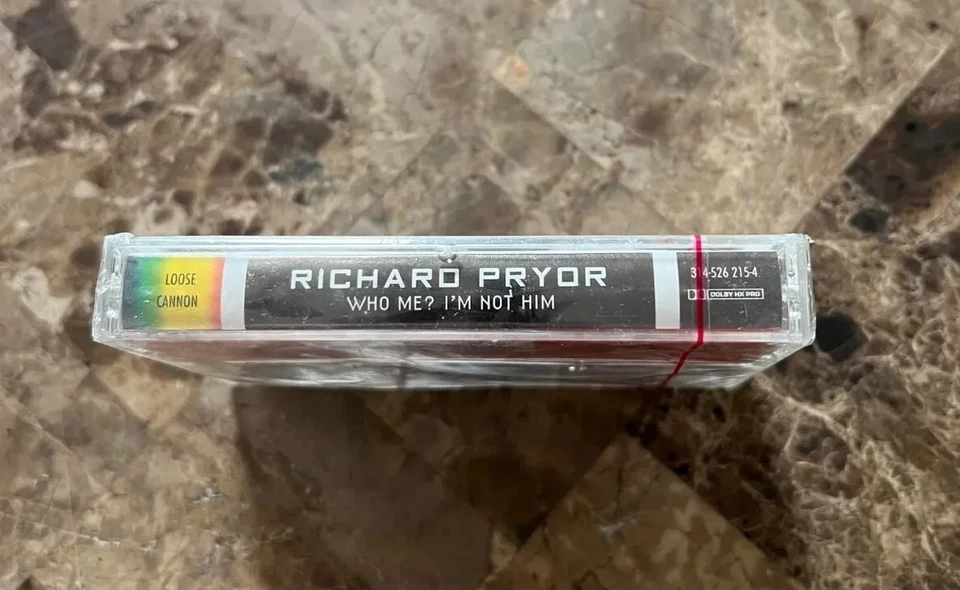 LOOSE
CANNON
RICHARD PRYOR
WHO ME? I'M NOT HIM
314-526 215-4
DOLBY HX PRO